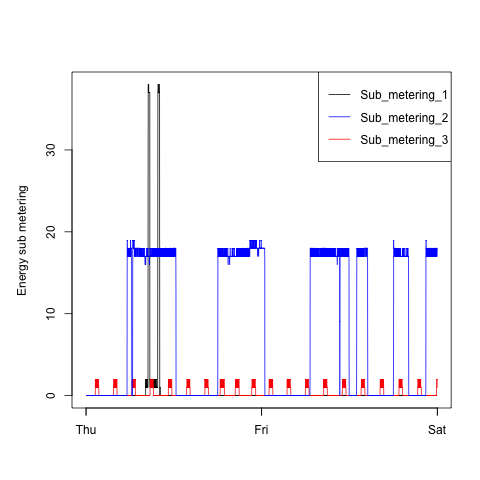 Sub_metering_1
Sub_metering_2
Sub_metering_3
Energy sub metering
30
20
10
0
Thu Fri Sat